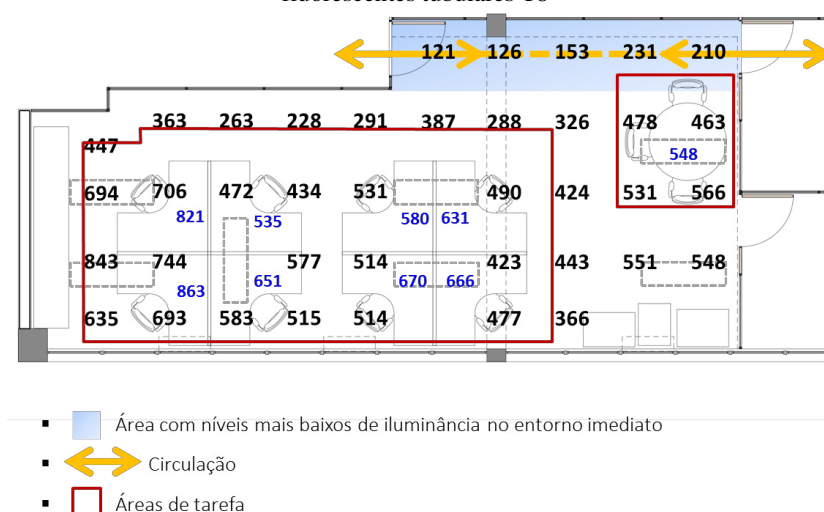 fluorescentes tubulares T8
121 126 153 231 210
363 263 228 291 387 288 326 478 463
447
548
694 706 472 434 531 490 424 531 566
821 535 580 631
843 744 577 514 423 443 551 548
863 651 670 666
635 693 583 515 514 477 366
Área com níveis mais baixos de iluminância no entorno imediato
Circulação
Áreas de tarefa